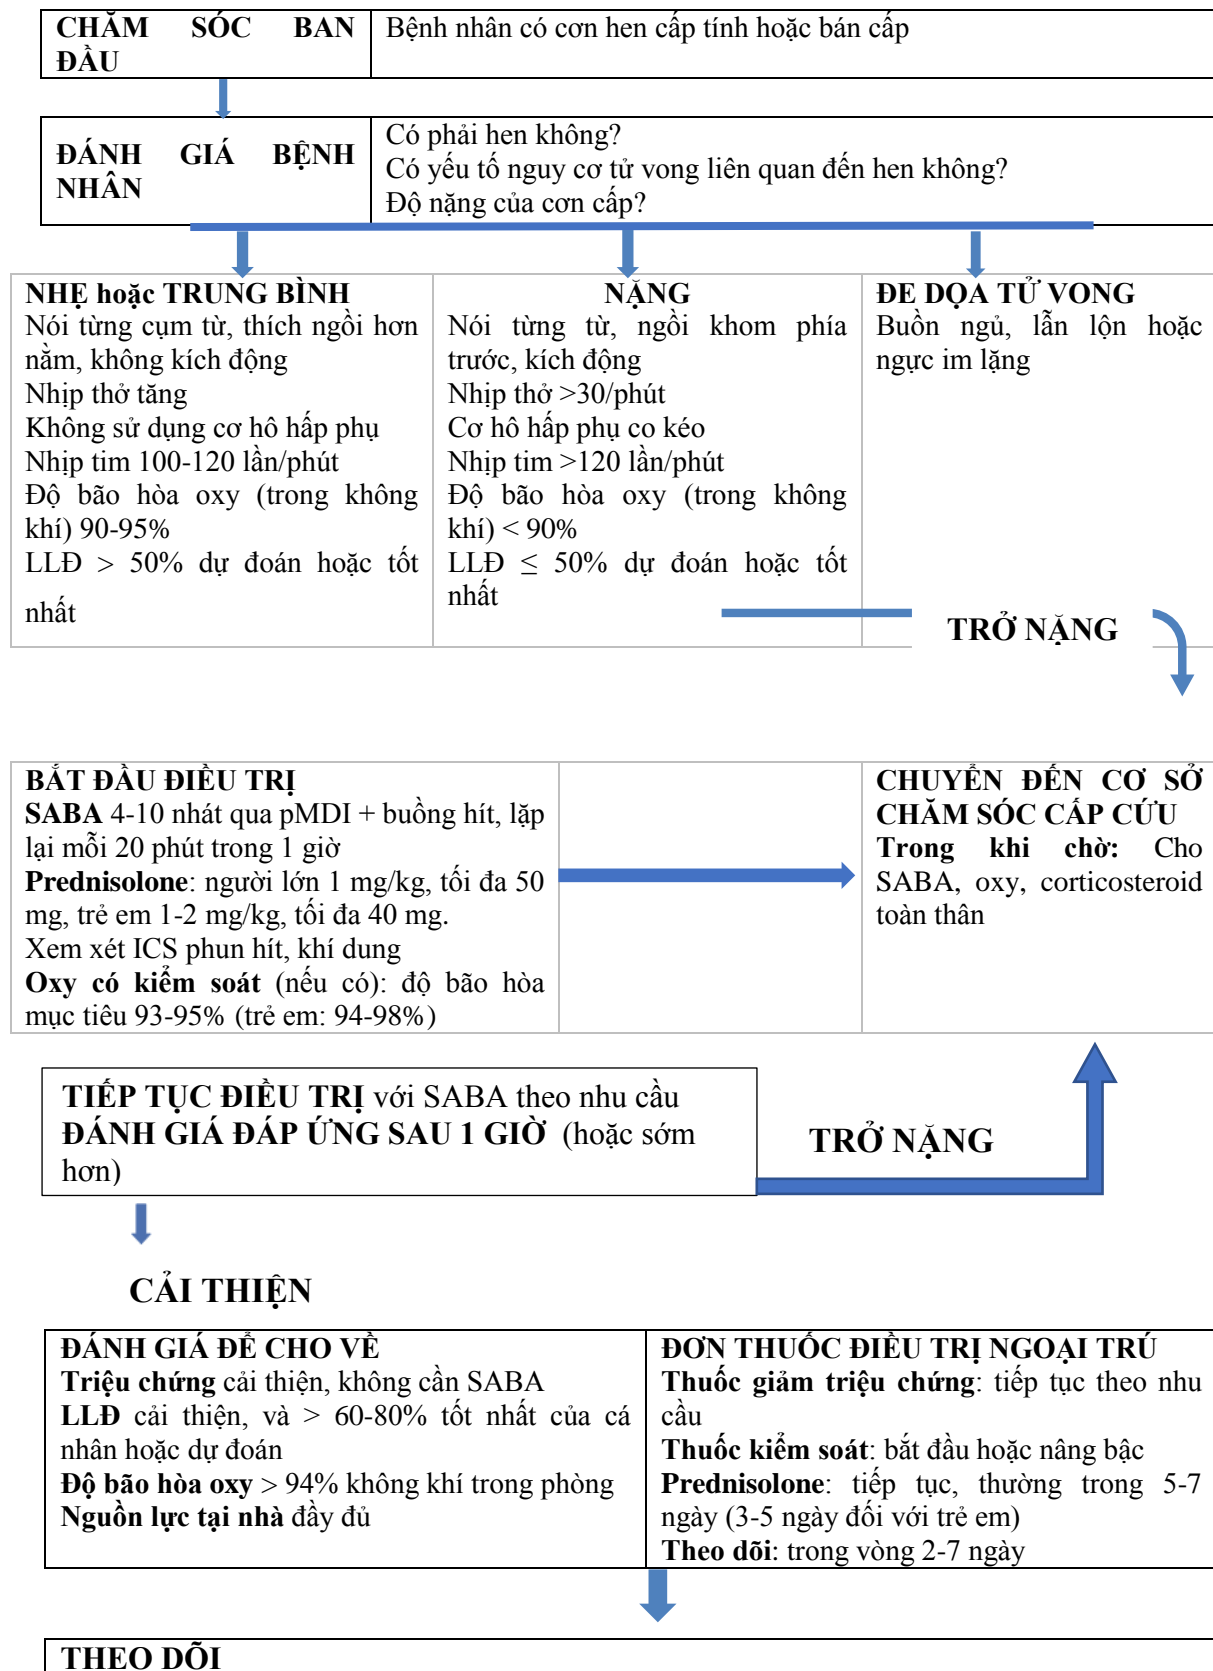 CHĂM SÓC BAN
ĐẦU
Bệnh nhân có cơn hen cấp tính hoặc bán cấp
ĐÁNH GIÁ BỆNH
NHÂN
Có phải hen không?
Có yếu tố nguy cơ tử vong liên quan đến hen không?
Độ nặng của cơn cấp?
NHẸ hoặc TRUNG BÌNH
Nói từng cụm từ, thích ngồi hơn
nằm, không kích động
Nhịp thở tăng
Không sử dụng cơ hô hấp phụ
Nhịp tim 100-120 lần/phút
Độ bão hòa oxy (trong không
khí) 90-95%
LLĐ > 50% dự đoán hoặc tốt
nhất
NẶNG
Nói từng từ, ngồi khom phía
trước, kích động
Nhịp thở >30/phút
Cơ hô hấp phụ co kéo
Nhịp tim >120 lần/phút
Độ bão hòa oxy (trong không
khí) < 90%
LLĐ ≤ 50% dự đoán hoặc tốt
nhất
ĐE DỌA TỬ VONG
Buồn ngủ, lẫn lộn hoặc
ngực im lặng
TRỞ NẶNG
BẮT ĐẦU ĐIỀU TRỊ
SABA 4-10 nhát qua pMDI + buồng hít, lặp
lại mỗi 20 phút trong 1 giờ
Prednisolone: người lớn 1 mg/kg, tối đa 50
mg, trẻ em 1-2 mg/kg, tối đa 40 mg.
Xem xét ICS phun hít, khí dung
Oxy có kiểm soát (nếu có): độ bão hòa
mục tiêu 93-95% (trẻ em: 94-98%)
CHUYỂN ĐẾN CƠ SỞ
CHĂM SÓC CẤP CỨU
Trong khi chờ: Cho
SABA, oxy, corticosteroid
toàn thân
TIẾP TỤC ĐIỀU TRỊ với SABA theo nhu cầu
ĐÁNH GIÁ ĐÁP ỨNG SAU 1 GIỜ (hoặc sớm
hơn)
TRỞ NẶNG
CẢI THIỆN
ĐÁNH GIÁ ĐỂ CHO VỀ
Triệu chứng cải thiện, không cần SABA
LLĐ cải thiện, và > 60-80% tốt nhất của cá
nhân hoặc dự đoán
Độ bão hòa oxy > 94% không khí trong phòng
Nguồn lực tại nhà đầy đủ
ĐƠN THUỐC ĐIỀU TRỊ NGOẠI TRÚ
Thuốc giảm triệu chứng: tiếp tục theo nhu
cầu
Thuốc kiểm soát: bắt đầu hoặc nâng bậc
Prednisolone: tiếp tục, thường trong 5-7
ngày (3-5 ngày đối với trẻ em)
Theo dõi: trong vòng 2-7 ngày
THEO DÕI